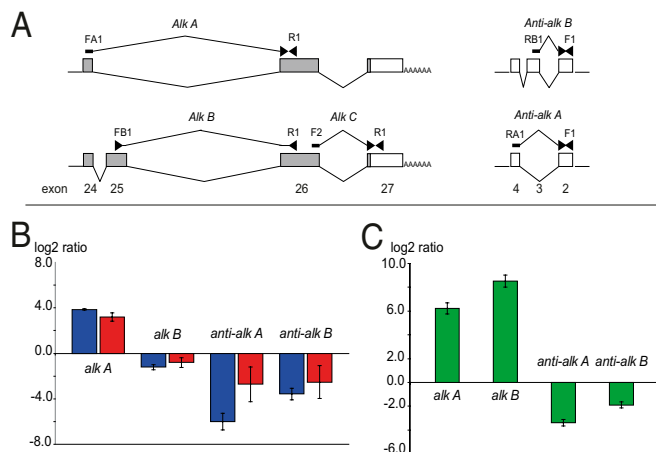 A
Alk A
Anti-alk B
FA1
R1
RB1
F1
AAAAAA
Alk B
Alk C
Anti-alk A
FB1
R1
F2
R1
RA1
F1
AAAAAA
exon 24 25 26 27 4 3 2
B
log2 ratio
8.0
4.0
0.0
-4.0
-8.0
alk A
alk B
anti-alk A
anti-alk B
C
log2 ratio
10.0
6.0
2.0
0.0
-2.0
-6.0
alk A
alk B
anti-alk A
anti-alk B